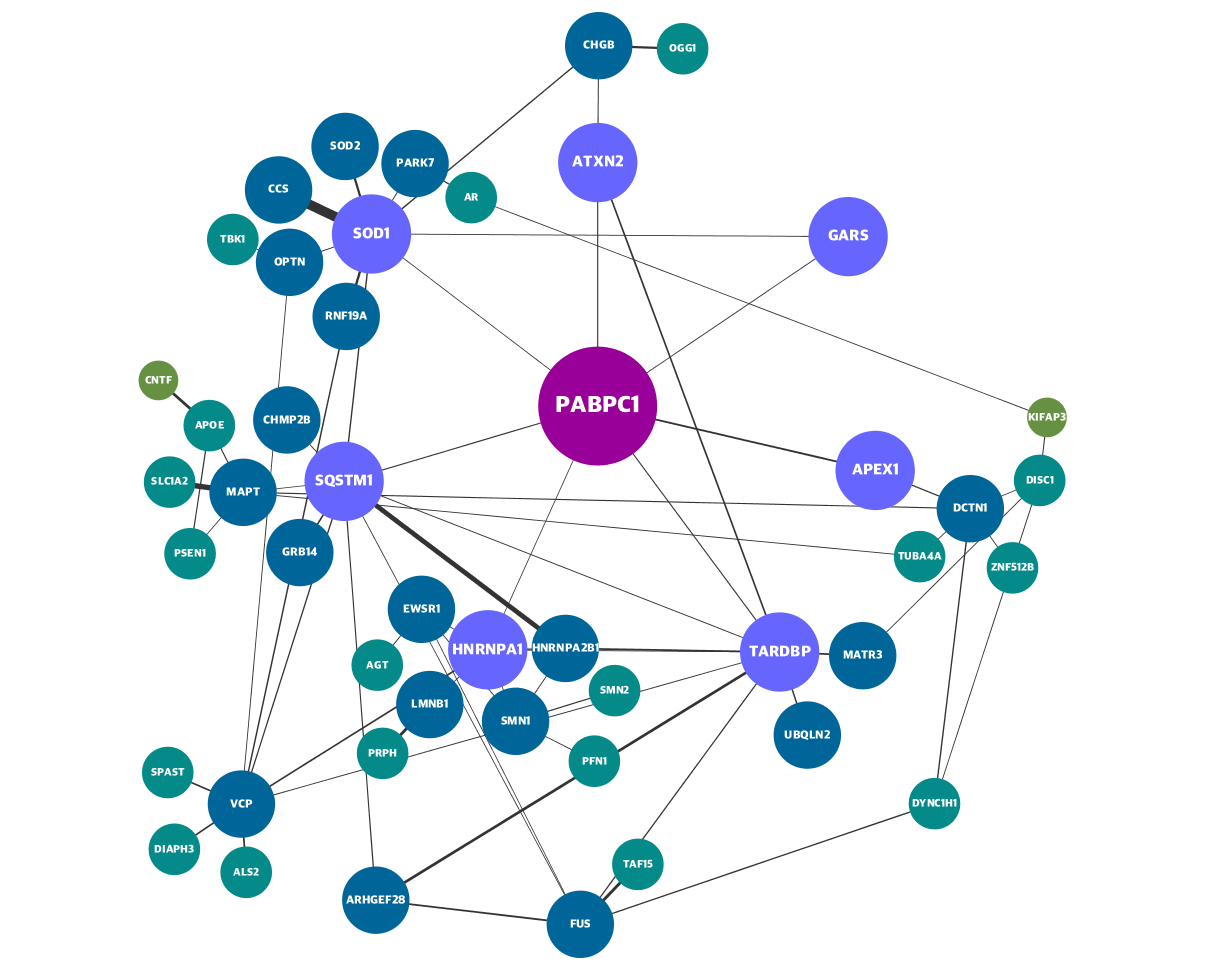 CHGB
OGG1
SOD2
PARK7
ATXN2
CCS
AR
TBK1
SOD1
GARS
OPTN
RNF19A
CNTF
PABPC1
KIFAP3
APOE
CHMP2B
SLC1A2
MAPT
SQSTM1
APEX1
DISC1
DCTN1
PSEN1
GRB14
TUBA4A
ZNF512B
EWSR1
AGT
HNRNPA1
HNRNPA2B1
TARDBP
MATR3
LMNB1
SMN2
SMN1
UBQLN2
PRPH
PFN1
SPAST
VCP
DYNC1H1
DIAPH3
ALS2
TAF15
ARHGEF28
FUS